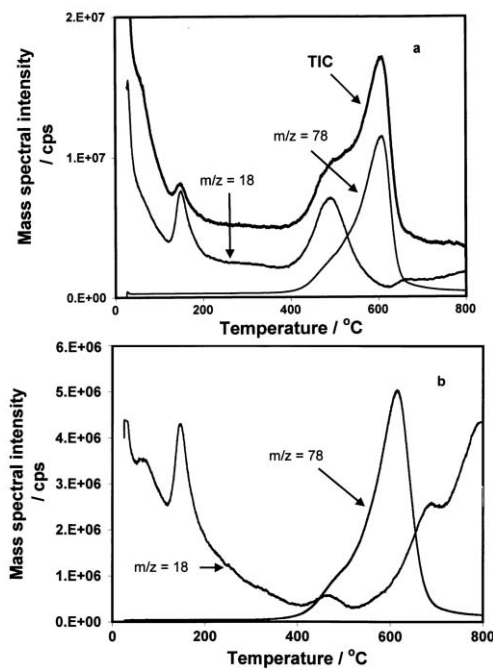 2.E+07
a
TIC
m/z = 78
1.E+07
m/z = 18
0.E+00
0 200 400 600 800
Temperature / °C
Mass spectral intensity
/ cps
6.E+06
b
5.E+06
4.E+06
m/z = 78
3.E+06
2.E+06
m/z = 18
1.E+06
0.E+00
0 200 400 600 800
Temperature / °C
Mass spectral intensity
/ cps